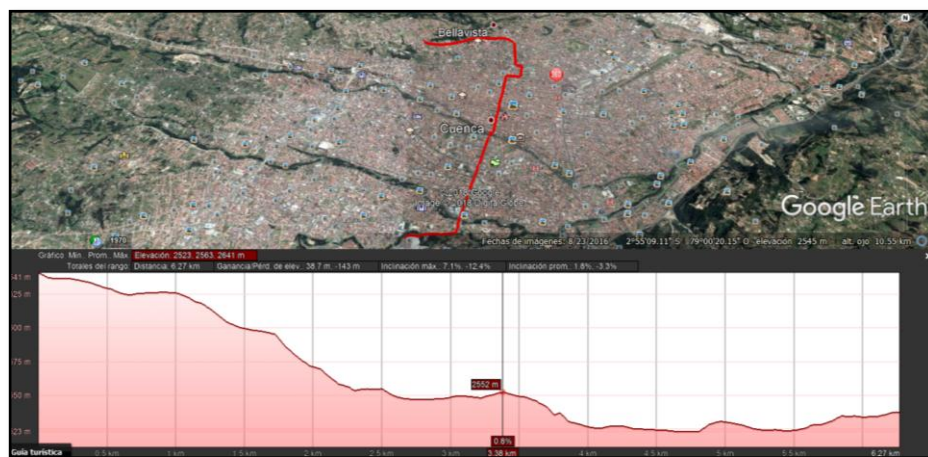 Bellavista
Cuenca
Google Earth
1970
Fechas de imágenes: 8/23/2016 2°55'09.11" S 79°00'20.15" O elevación 2545 m alt. ojo 10.55 km
Gráfico Mín. Prom. Máx. Elevación: 2523, 2563, 2641 m
Totales del rango: Distancia: 6.27 km Ganancia/Pérd. de elev.: 38.7 m, -143 m Inclinación máx.: 7.1%, -12.4% Inclinación prom.: 1.6%, -3.3%
41 m
625 m
600 m
575 m
2552 m
550 m
523 m
0.8%
Guía turística
0.5 km 1 km 1.5 km 2 km 2.5 km 3 km 3.38 km 4 km 4.5 km 5 km 5.5 km 6.27 km